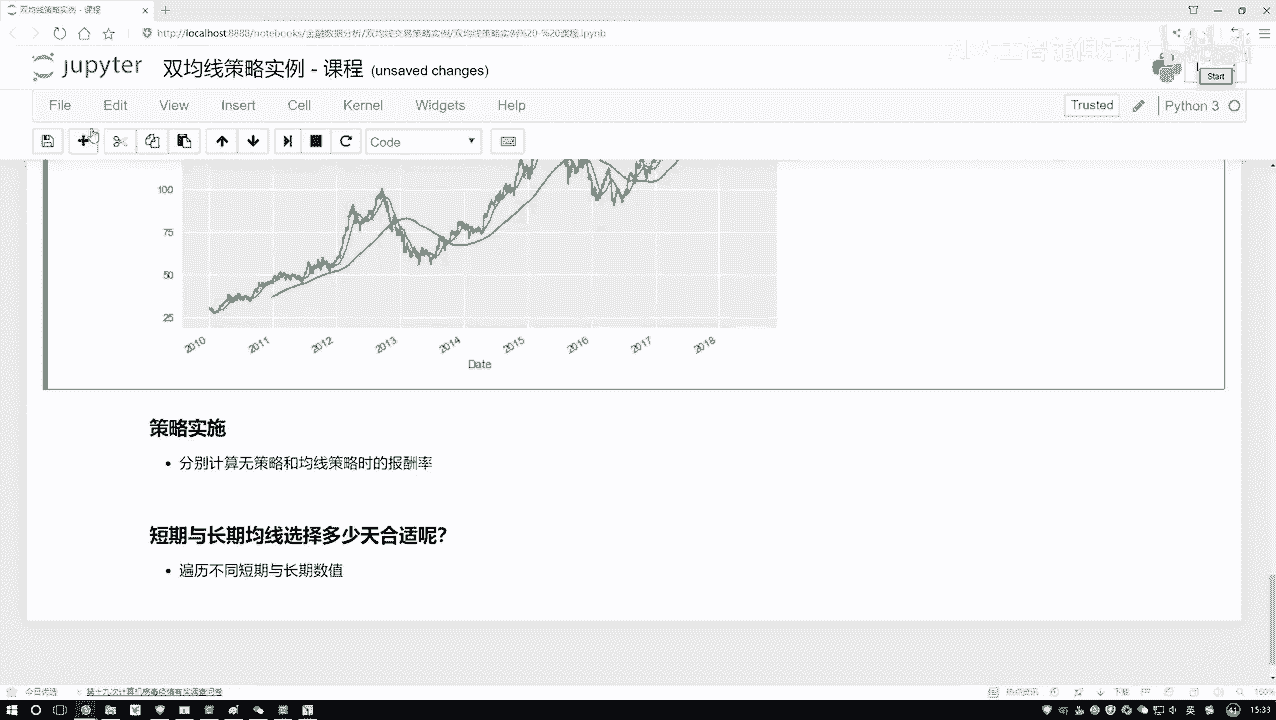 双均线策略实例 - 课程
jupyter 双均线策略实例 - 课程 (unsaved changes)
Start
File Edit View Insert Cell Kernel Widgets Help
Trusted Python 3
Code
100
75
50
25
2010 2011 2012 2013 2014 2015 2016 2017 2018
Date
策略实施
分别计算无策略和均线策略时的报酬率
短期与长期均线选择多少天合适呢?
遍历不同短期与长期数值
15:33